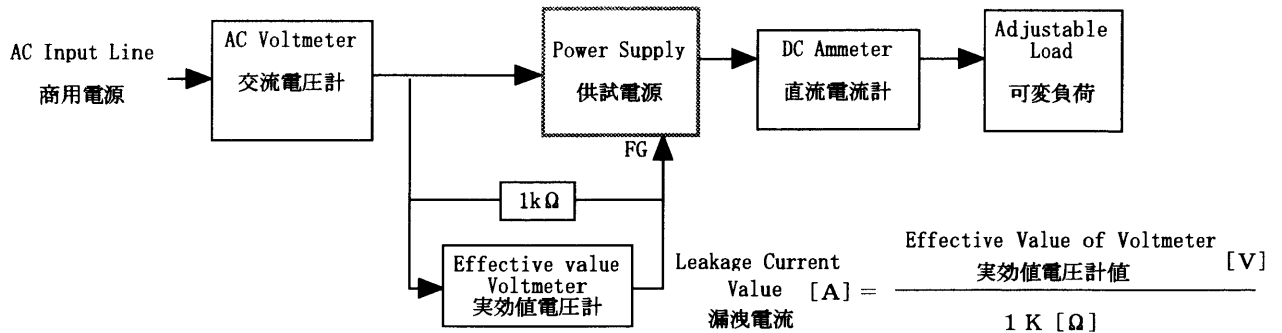 AC Input Line
商用電源
AC Voltmeter
交流電圧計
Power Supply
供試電源
DC Ammeter
直流電流計
Adjustable
Load
可変負荷
FG
1kΩ
Effective value
Voltmeter
実効値電圧計
Leakage Current
Value [A] =
漏洩電流
Effective Value of Voltmeter
実効値電圧計値 [V]
1 K [Ω]